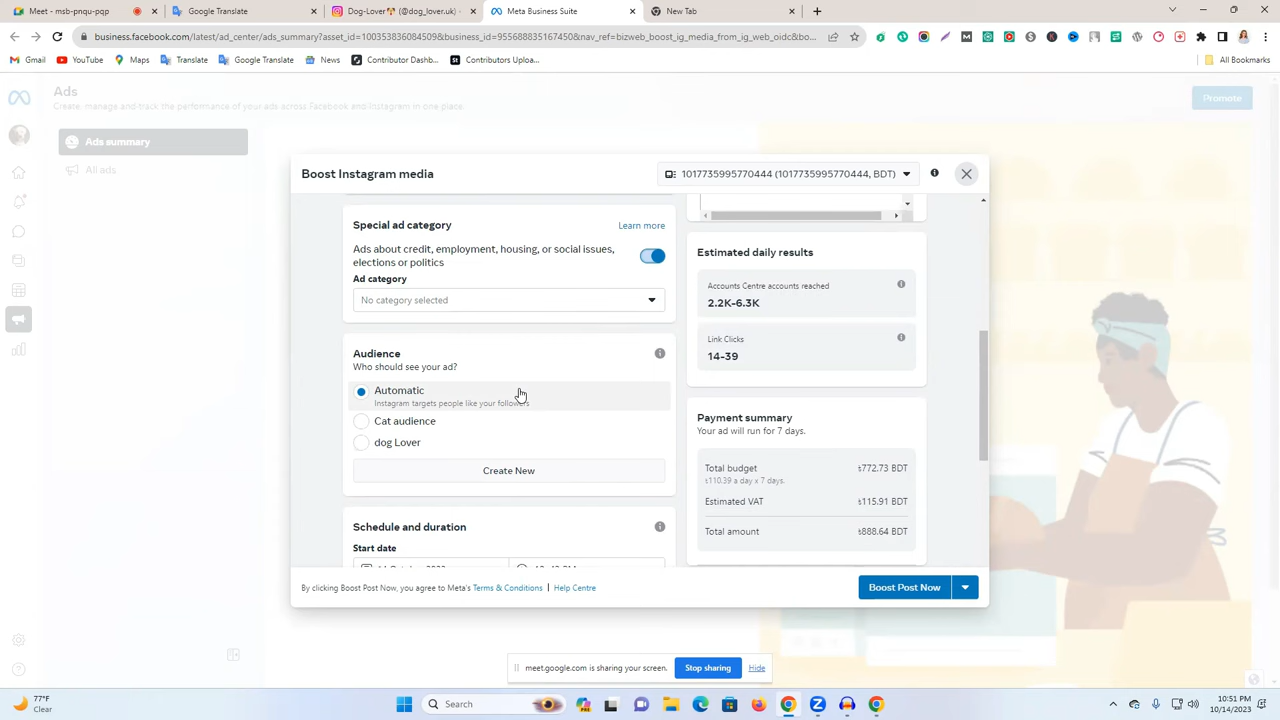 Meet - msb-pnqu-pqp
Google Translate
Dog-Lover (@dog_lover.uk) ·
Meta Business Suite
New Tab
business.facebook.com/latest/ad_center/ads_summary?asset_id=100353836084509&business_id=955688835167450&nav_ref=bizweb_boost_ig_media_from_ig_web_oidc&bo...
Gmail
YouTube
Maps
Translate
Google Translate
News
Contributor Dashb...
Contributors Uploa...
All Bookmarks
Ads
Create, manage and track the performance of your ads across Facebook and Instagram in one place.
Promote
Ads summary
All ads
Boost Instagram media
1017735995770444 (1017735995770444, BDT)
Special ad category
Learn more
Ads about credit, employment, housing, or social issues,
elections or politics
Ad category
No category selected
Audience
Who should see your ad?
Automatic
Instagram targets people like your followers
Cat audience
dog Lover
Create New
Schedule and duration
Start date
Estimated daily results
Accounts Centre accounts reached
2.2K-6.3K
Link Clicks
14-39
Payment summary
Your ad will run for 7 days.
Total budget
৳772.73 BDT
৳110.39 a day x 7 days.
Estimated VAT
৳115.91 BDT
Total amount
৳888.64 BDT
By clicking Boost Post Now, you agree to Meta's Terms & Conditions | Help Centre
Boost Post Now
meet.google.com is sharing your screen.
Stop sharing
Hide
77°F
Clear
Search
10:51 PM
10/14/2023